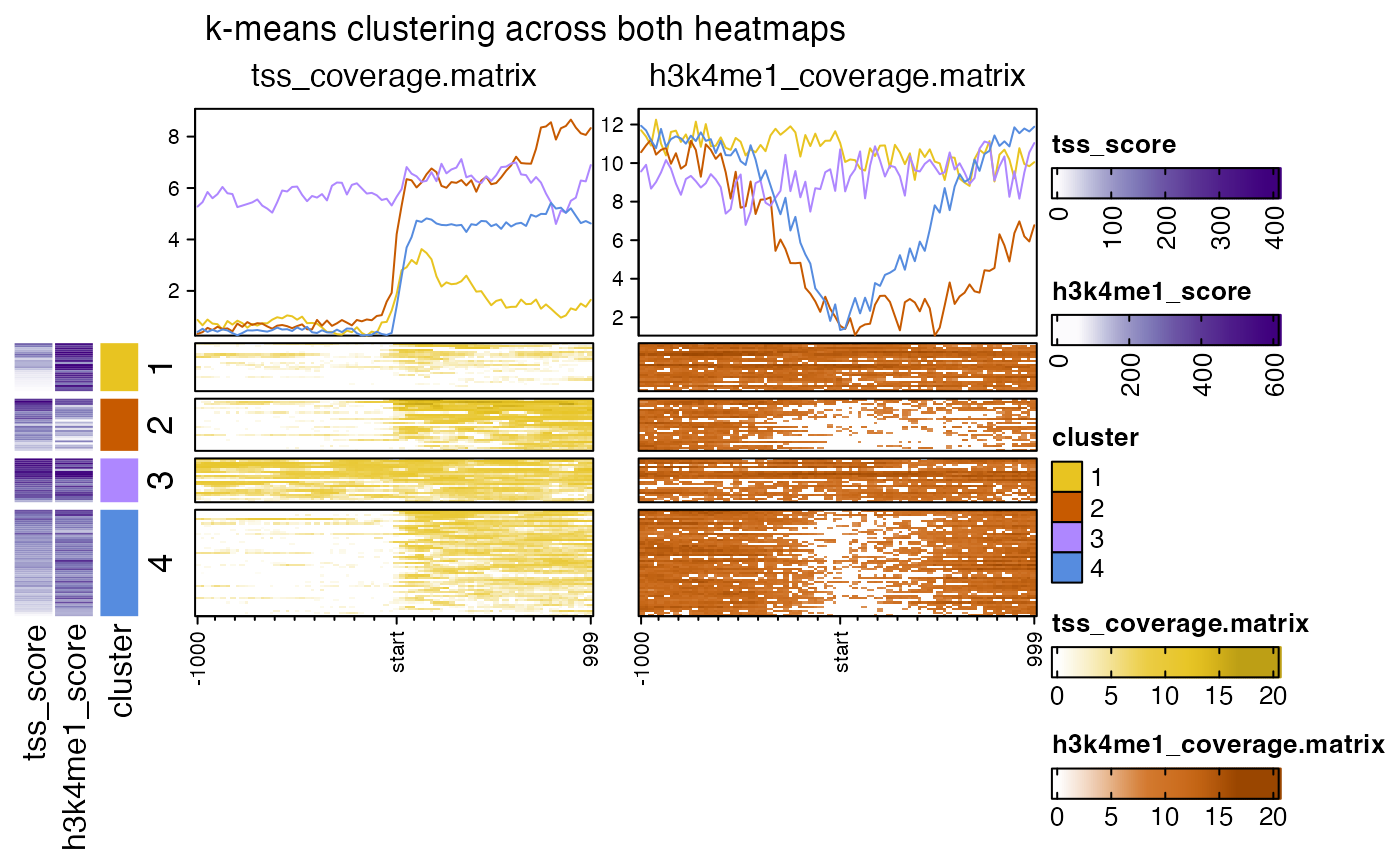 k-means clustering across both heatmaps
tss_coverage.matrix
h3k4me1_coverage.matrix
8
6
4
2
12
10
8
6
4
2
1
2
3
4
tss_score
h3k4me1_score
cluster
-1000
start
999
-1000
start
999
tss_score
0 100 200 300 400
h3k4me1_score
0 200 400 600
cluster
1
2
3
4
tss_coverage.matrix
0 5 10 15 20
h3k4me1_coverage.matrix
0 5 10 15 20